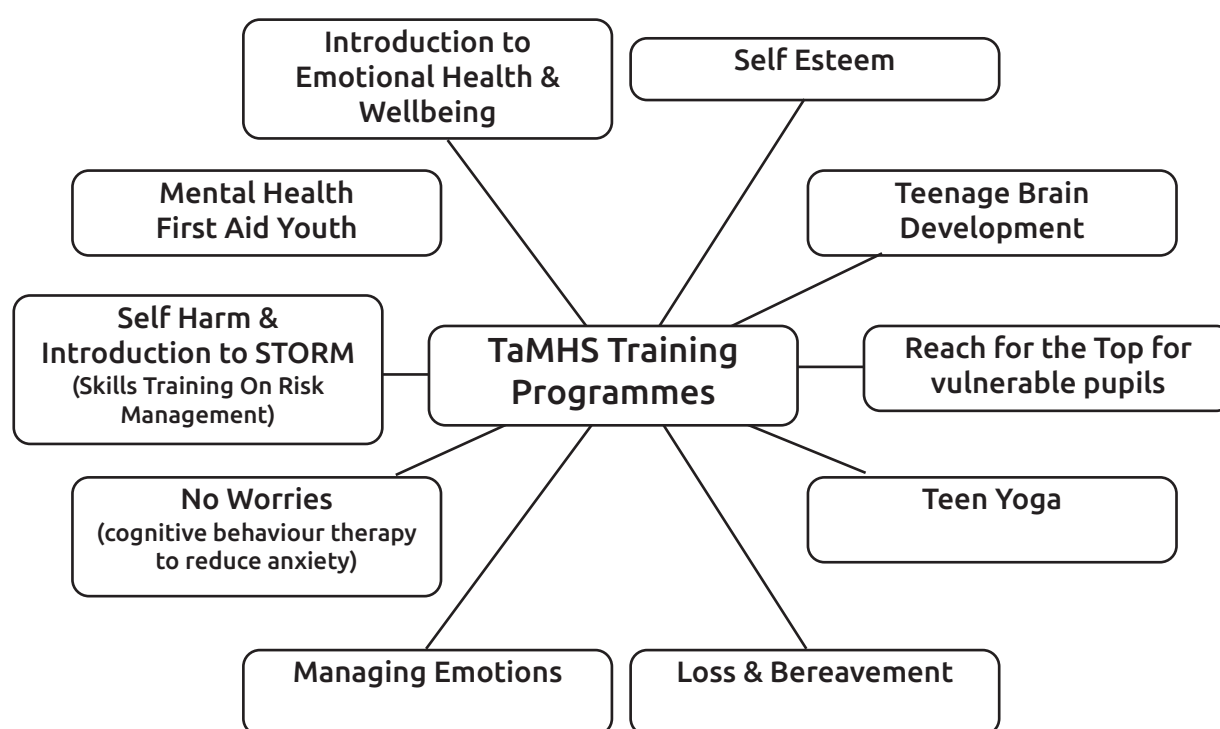 Introduction to
Emotional Health &
Wellbeing
Self Esteem
Mental Health
First Aid Youth
Teenage Brain
Development
Self Harm &
Introduction to STORM
(Skills Training On Risk
Management)
TaMHS Training
Programmes
Reach for the Top for
vulnerable pupils
No Worries
(cognitive behaviour therapy
to reduce anxiety)
Teen Yoga
Managing Emotions
Loss & Bereavement